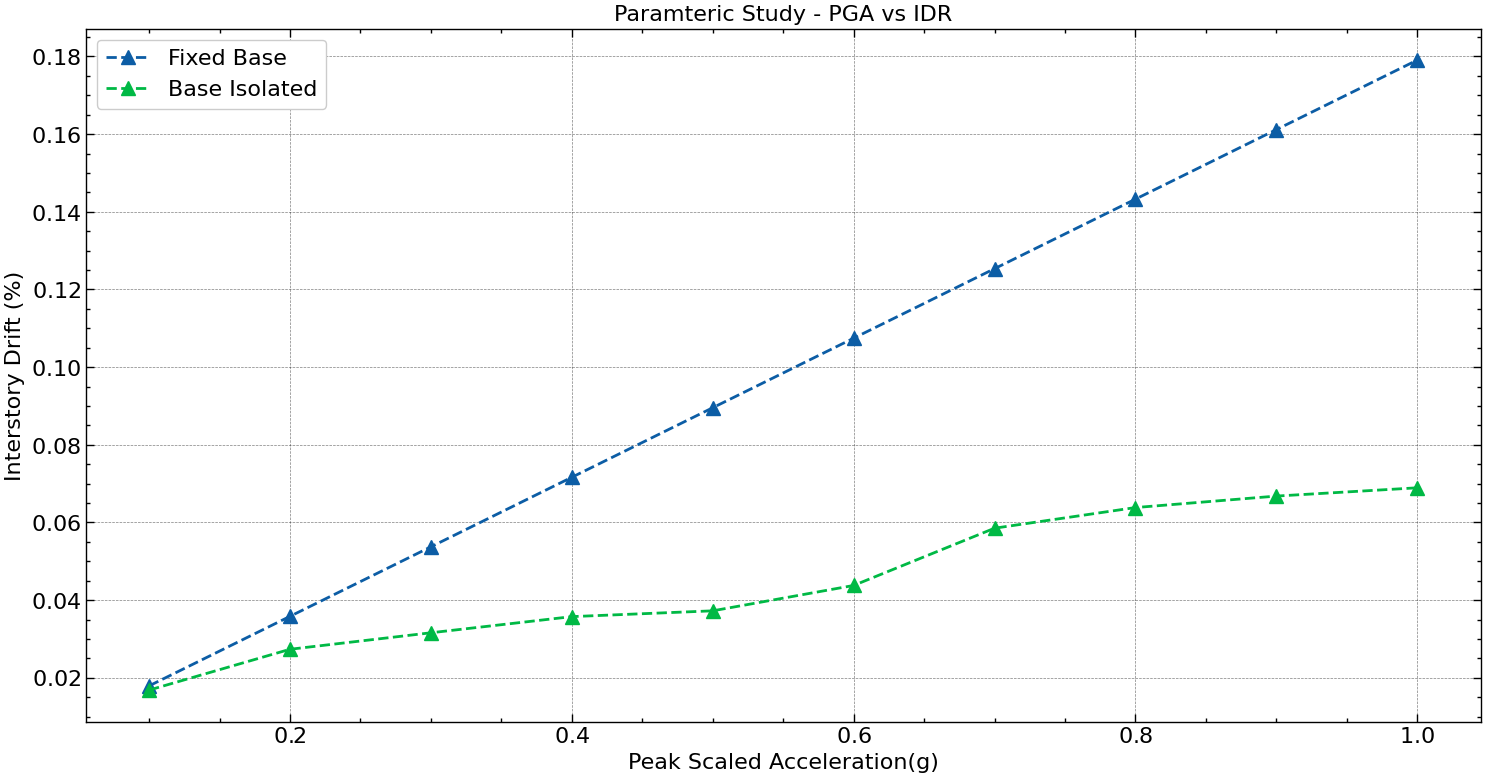 Paramteric Study - PGA vs IDR
Fixed Base
Base Isolated
0.18
0.16
0.14
0.12
0.10
0.08
0.06
0.04
0.02
Interstory Drift (%)
0.2 0.4 0.6 0.8 1.0
Peak Scaled Acceleration(g)